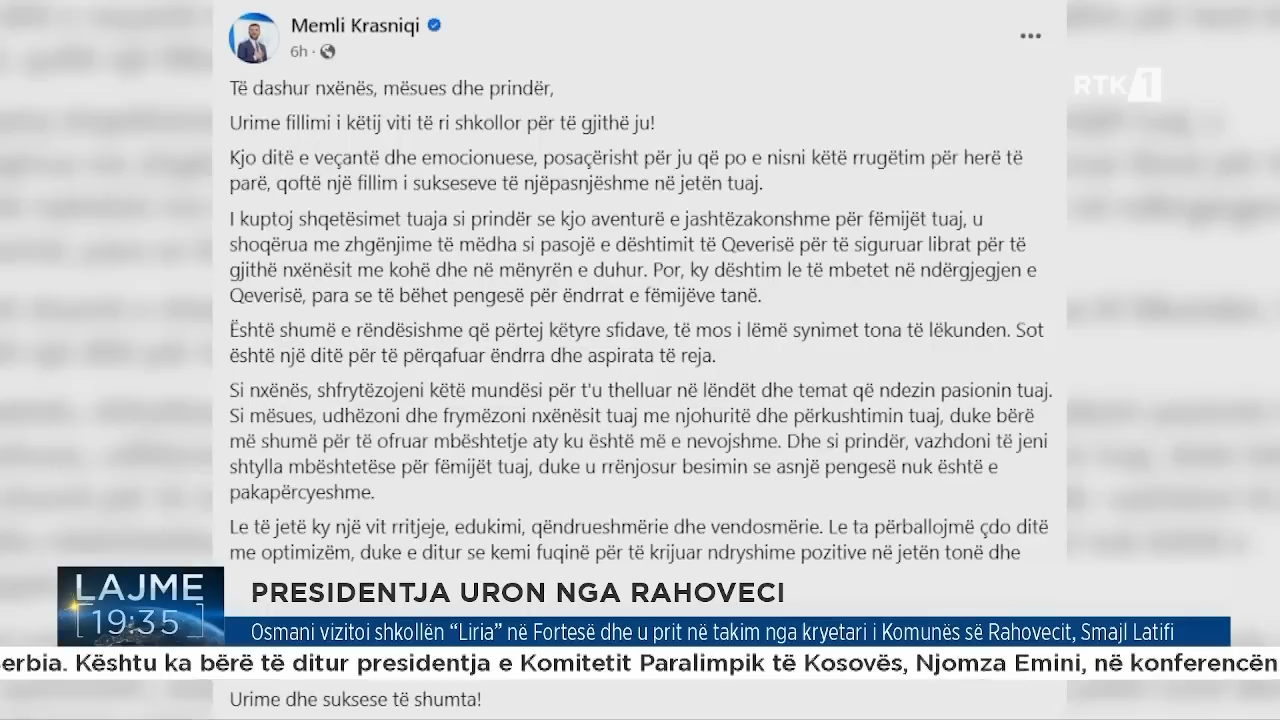 Memli Krasniqi
6h ·
RTK 1
Të dashur nxënës, mësues dhe prindër,
Urime fillimi i këtij viti të ri shkollor për të gjithë ju!
Kjo ditë e veçantë dhe emocionuese, posaçërisht për ju që po e nisni këtë rrugëtim për herë të
parë, qoftë një fillim i sukseseve të njëpasnjëshme në jetën tuaj.
I kuptoj shqetësimet tuaja si prindër se kjo aventurë e jashtëzakonshme për fëmijët tuaj, u
shoqërua me zhgënjime të mëdha si pasojë e dështimit të Qeverisë për të siguruar librat për të
gjithë nxënësit me kohë dhe në mënyrën e duhur. Por, ky dështim le të mbetet në ndërgjegjen e
Qeverisë, para se të bëhet pengesë për ëndrrat e fëmijëve tanë.
Është shumë e rëndësishme që përtej këtyre sfidave, të mos i lëmë synimet tona të lëkunden. Sot
është një ditë për të përqafuar ëndrra dhe aspirata të reja.
Si nxënës, shfrytëzojeni këtë mundësi për t'u thelluar në lëndët dhe temat që ndezin pasionin tuaj.
Si mësues, udhëzoni dhe frymëzoni nxënësit tuaj me njohuritë dhe përkushtimin tuaj, duke bërë
më shumë për të ofruar mbështetje aty ku është më e nevojshme. Dhe si prindër, vazhdoni të jeni
shtylla mbështetëse për fëmijët tuaj, duke u rrënjosur besimin se asnjë pengesë nuk është e
pakapërcyeshme.
Le të jetë ky një vit rritjeje, edukimi, qëndrueshmërie dhe vendosmërie. Le ta përballojmë çdo ditë
me optimizëm, duke e ditur se kemi fuqinë për të krijuar ndryshime pozitive në jetën tonë dhe
LAJME
19:35
PRESIDENTJA URON NGA RAHOVECI
Osmani vizitoi shkollën “Liria” në Fortesë dhe u prit në takim nga kryetari i Komunës së Rahovecit, Smajl Latifi
Serbia. Kështu ka bërë të ditur presidentja e Komitetit Paralimpik të Kosovës, Njomza Emini, në konferencën
Urime dhe suksese të shumta!